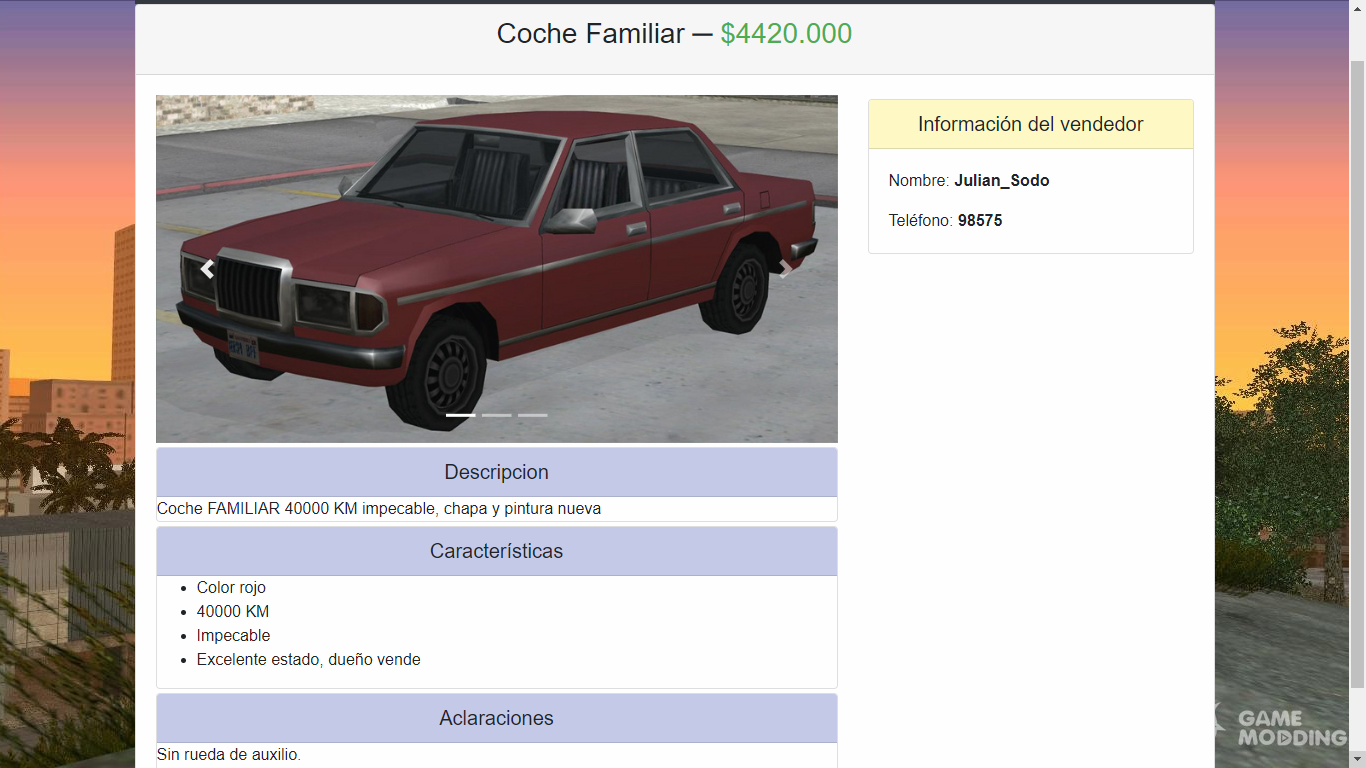 Coche Familiar — $4420.000
Información del vendedor
Nombre: Julian_Sodo
Teléfono: 98575
Descripcion
Coche FAMILIAR 40000 KM impecable, chapa y pintura nueva
Características
Color rojo
40000 KM
Impecable
Excelente estado, dueño vende
Aclaraciones
Sin rueda de auxilio.
GAME
MODDING